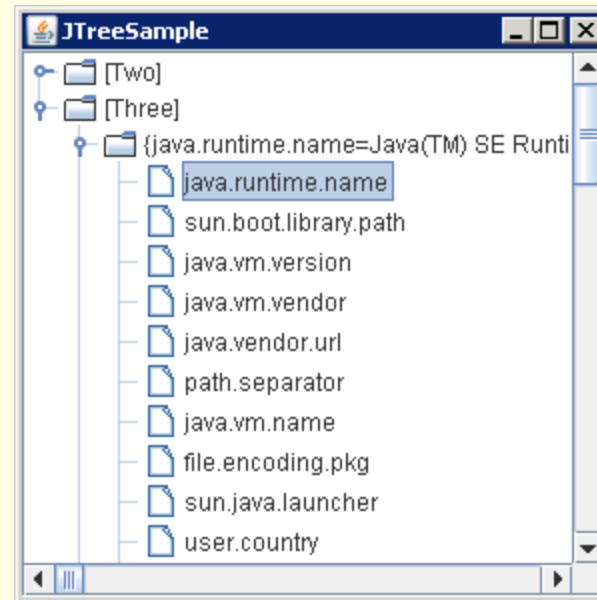 JTreeSample
[Two]
[Three]
{java.runtime.name=Java(TM) SE Runti
java.runtime.name
sun.boot.library.path
java.vm.version
java.vm.vendor
java.vendor.url
path.separator
java.vm.name
file.encoding.pkg
sun.java.launcher
user.country